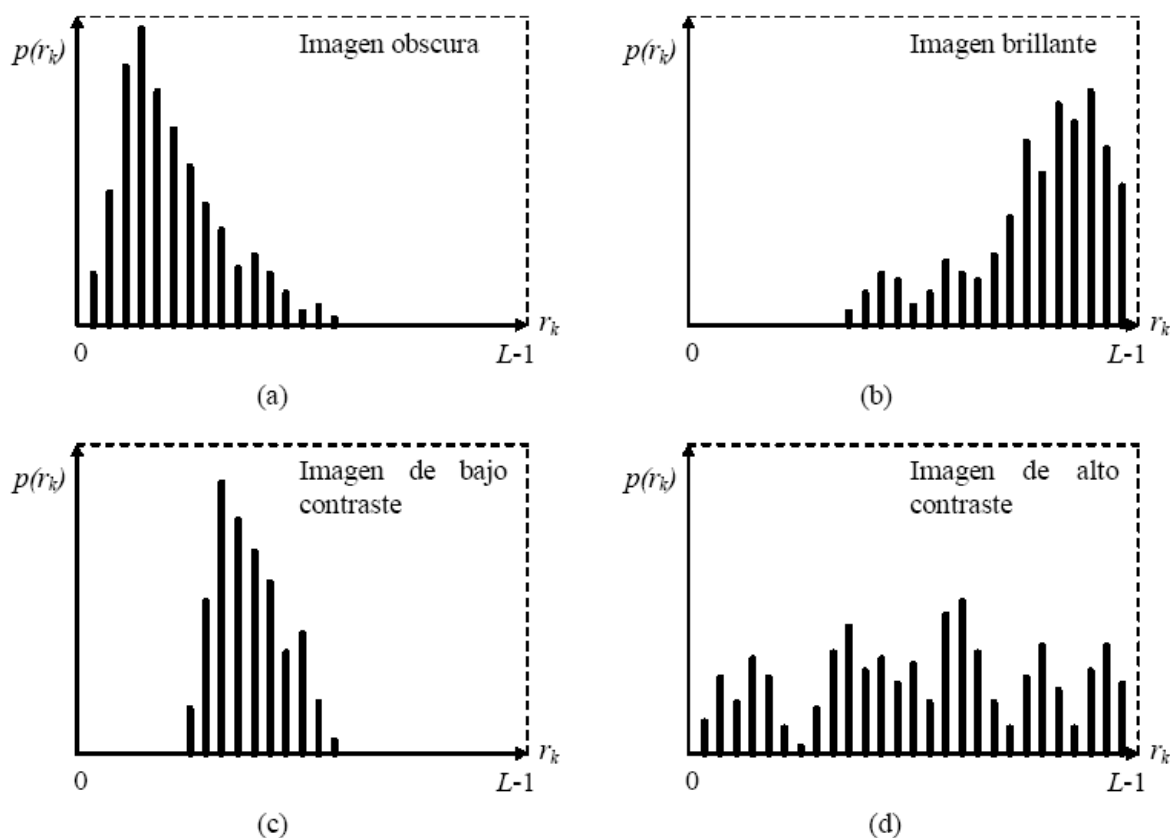 p(r_k)
Imagen obscura
0
L-1
r_k
(a)
p(r_k)
Imagen brillante
0
L-1
r_k
(b)
p(r_k)
Imagen de bajo
contraste
0
L-1
r_k
(c)
p(r_k)
Imagen de alto
contraste
0
L-1
r_k
(d)